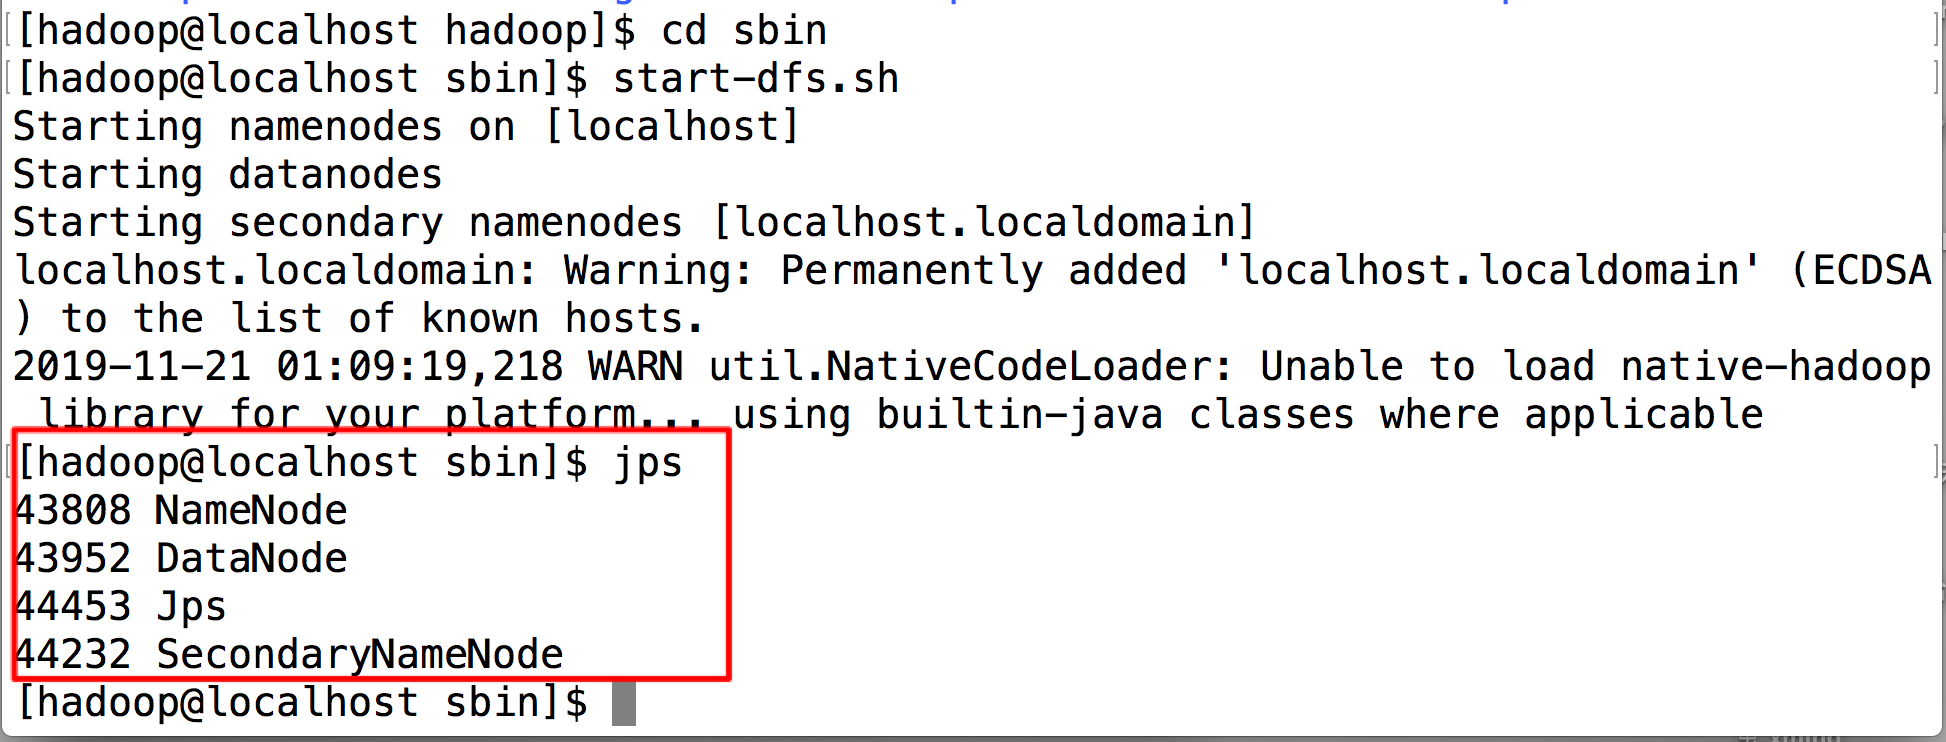 [hadoop@localhost hadoop]$ cd sbin
[hadoop@localhost sbin]$ start-dfs.sh
Starting namenodes on [localhost]
Starting datanodes
Starting secondary namenodes [localhost.localdomain]
localhost.localdomain: Warning: Permanently added 'localhost.localdomain' (ECDSA
) to the list of known hosts.
2019-11-21 01:09:19,218 WARN util.NativeCodeLoader: Unable to load native-hadoop
 library for your platform... using builtin-java classes where applicable
[hadoop@localhost sbin]$ jps
43808 NameNode
43952 DataNode
44453 Jps
44232 SecondaryNameNode
[hadoop@localhost sbin]$